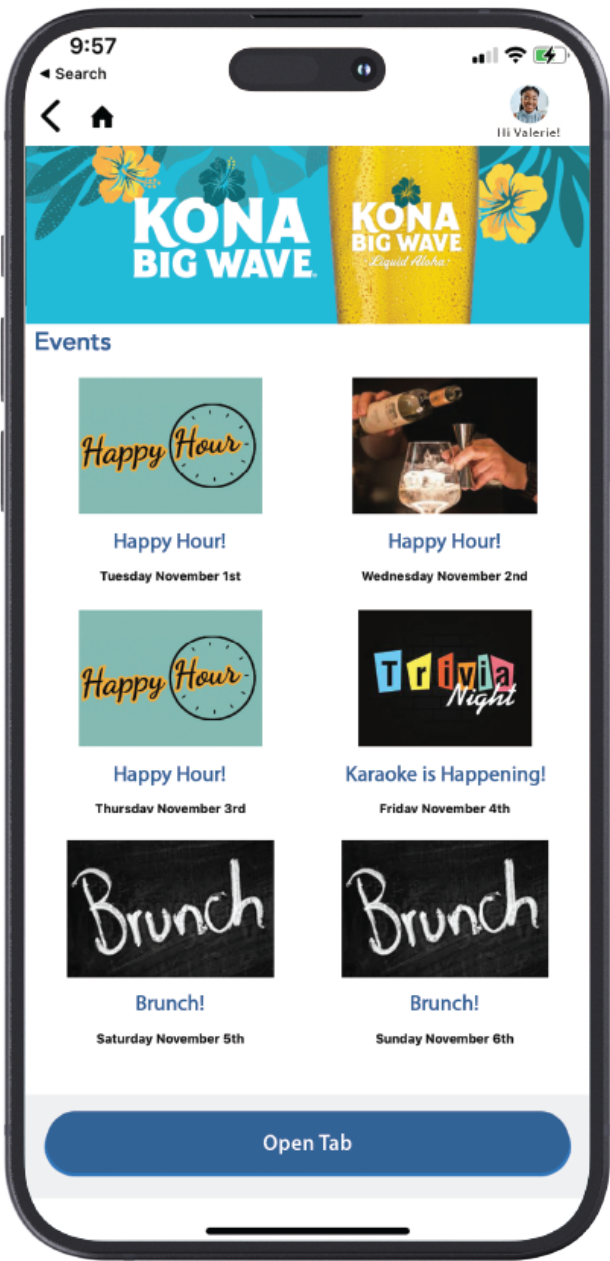 9:57
◂ Search
Hi Valerie!
KONA
BIG WAVE
KONA
BIG WAVE
Liquid Aloha
Events
Happy Hour
Happy Hour!
Tuesday November 1st
Happy Hour!
Wednesday November 2nd
Happy Hour
Happy Hour!
Thursday November 3rd
Trivia
Night
Karaoke is Happening!
Friday November 4th
Brunch
Brunch!
Saturday November 5th
Brunch
Brunch!
Sunday November 6th
Open Tab